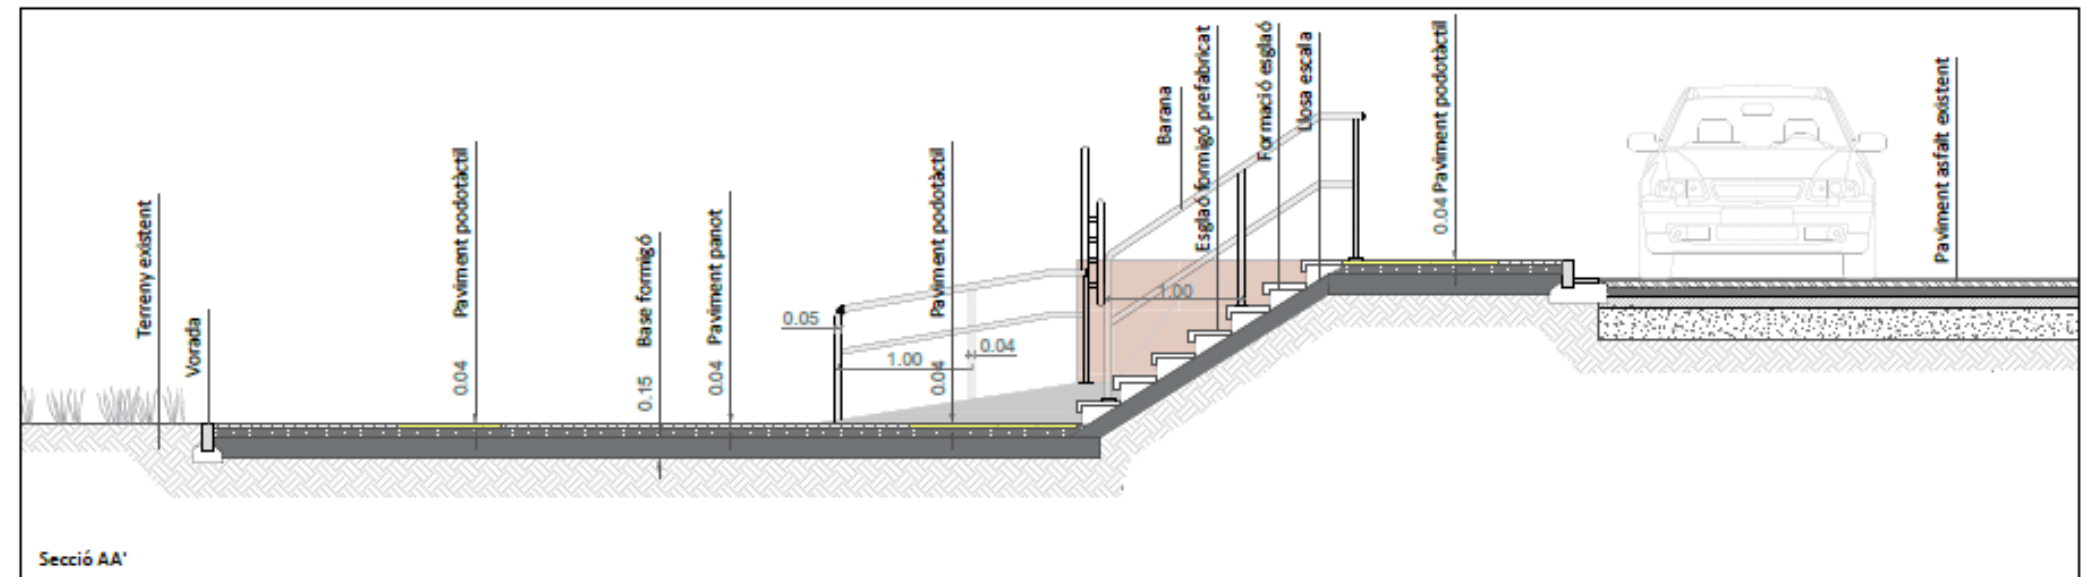 Terreny existent
Vorada
0.04 Paviment podotàctil
0.15 Base formigó
0.04 Paviment panot
0.05
1.00
0.04
0.04 Paviment podotàctil
Barana
1.00
Esglaó formigó prefabricat
Formació esglaó
Llosa escala
0.04 Paviment podotàctil
Paviment asfalt existent
Secció AA'